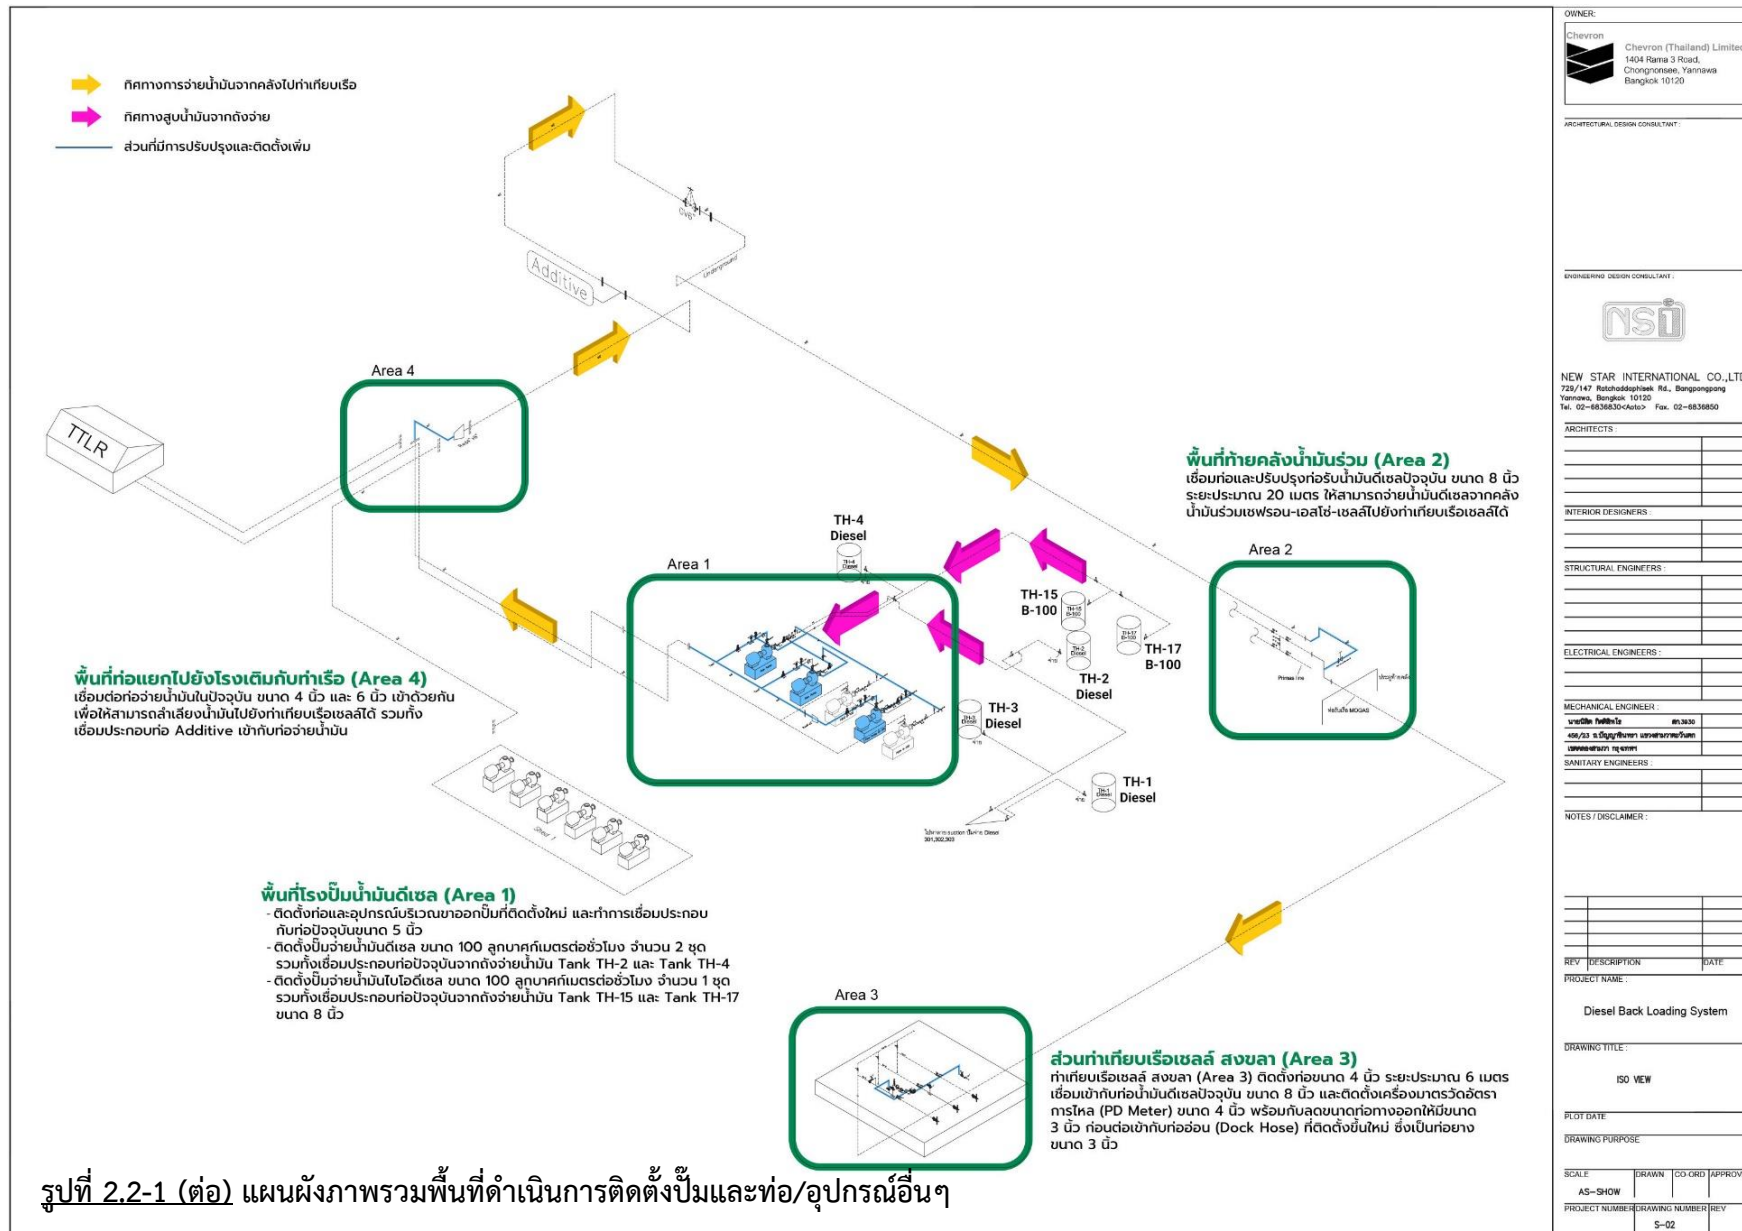 ทิศทางการจ่ายน้ำมันจากคลังไปท่าเทียบเรือ
ทิศทางสูบน้ำมันจากถังจ่าย
ส่วนที่มีการปรับปรุงและติดตั้งเพิ่ม
Additive
Underground
Area 4
TTLR
พื้นที่ท้ายคลังน้ำมันร่วม (Area 2)
เชื่อมท่อและปรับปรุงท่อรับน้ำมันดีเซลปัจจุบัน ขนาด 8 นิ้ว
ระยะประมาณ 20 เมตร ให้สามารถจ่ายน้ำมันดีเซลจากคลัง
น้ำมันร่วมเชฟรอน-เอสโซ่-เชลล์ไปยังท่าเทียบเรือเชลล์ได้
TH-4
Diesel
Area 1
Area 2
TH-15
B-100
TH-17
B-100
TH-2
Diesel
TH-3
Diesel
TH-1
Diesel
พื้นที่ท่อแยกไปยังโรงเติมกับท่าเรือ (Area 4)
เชื่อมต่อท่อจ่ายน้ำมันในปัจจุบัน ขนาด 4 นิ้ว และ 6 นิ้ว เข้าด้วยกัน
เพื่อให้สามารถลำเลียงน้ำมันไปยังท่าเทียบเรือเชลล์ได้ รวมทั้ง
เชื่อมประกอบท่อ Additive เข้ากับท่อจ่ายน้ำมัน
Shed 1
301,302,303
พื้นที่โรงปั๊มน้ำมันดีเซล (Area 1)
- ติดตั้งท่อและอุปกรณ์บริเวณขาออกปั๊มที่ติดตั้งใหม่ และทำการเชื่อมประกอบ
กับท่อปัจจุบันขนาด 5 นิ้ว
- ติดตั้งปั๊มจ่ายน้ำมันดีเซล ขนาด 100 ลูกบาศก์เมตรต่อชั่วโมง จำนวน 2 ชุด
รวมทั้งเชื่อมประกอบท่อปัจจุบันจากถังจ่ายน้ำมัน Tank TH-2 และ Tank TH-4
- ติดตั้งปั๊มจ่ายน้ำมันไบโอดีเซล ขนาด 100 ลูกบาศก์เมตรต่อชั่วโมง จำนวน 1 ชุด
รวมทั้งเชื่อมประกอบท่อปัจจุบันจากถังจ่ายน้ำมัน Tank TH-15 และ Tank TH-17
ขนาด 8 นิ้ว
Area 3
ส่วนท่าเทียบเรือเชลล์ สงขลา (Area 3)
ท่าเทียบเรือเชลล์ สงขลา (Area 3) ติดตั้งท่อขนาด 4 นิ้ว ระยะประมาณ 6 เมตร
เชื่อมเข้ากับท่อน้ำมันดีเซลปัจจุบัน ขนาด 8 นิ้ว และติดตั้งเครื่องมาตรวัดอัตรา
การไหล (PD Meter) ขนาด 4 นิ้ว พร้อมกับลดขนาดท่อทางออกให้มีขนาด
3 นิ้ว ก่อนต่อเข้ากับท่ออ่อน (Dock Hose) ที่ติดตั้งขึ้นใหม่ ซึ่งเป็นท่อยาง
ขนาด 3 นิ้ว
รูปที่ 2.2-1 (ต่อ) แผนผังภาพรวมพื้นที่ดำเนินการติดตั้งปั๊มและท่อ/อุปกรณ์อื่นๆ
OWNER:
Chevron
Chevron (Thailand) Limited
1404 Rama 3 Road,
Chongnonsee, Yannawa
Bangkok 10120
ARCHITECTURAL DESIGN CONSULTANT :
ENGINEERING DESIGN CONSULTANT :
NSI
NEW STAR INTERNATIONAL CO.,LTD
729/147 Ratchaddaphisek Rd., Bangpongpang
Yannawa, Bangkok 10120
Tel. 02-6836830<Auto> Fax. 02-6836850
ARCHITECTS :
INTERIOR DESIGNERS :
STRUCTURAL ENGINEERS :
ELECTRICAL ENGINEERS :
MECHANICAL ENGINEER :
SANITARY ENGINEERS :
NOTES / DISCLAIMER :
REV DESCRIPTION DATE
PROJECT NAME :
Diesel Back Loading System
DRAWING TITLE :
ISO VIEW
PLOT DATE
DRAWING PURPOSE
SCALE DRAWN CO-ORD APPROV
AS-SHOW
PROJECT NUMBER DRAWING NUMBER REV
S-02